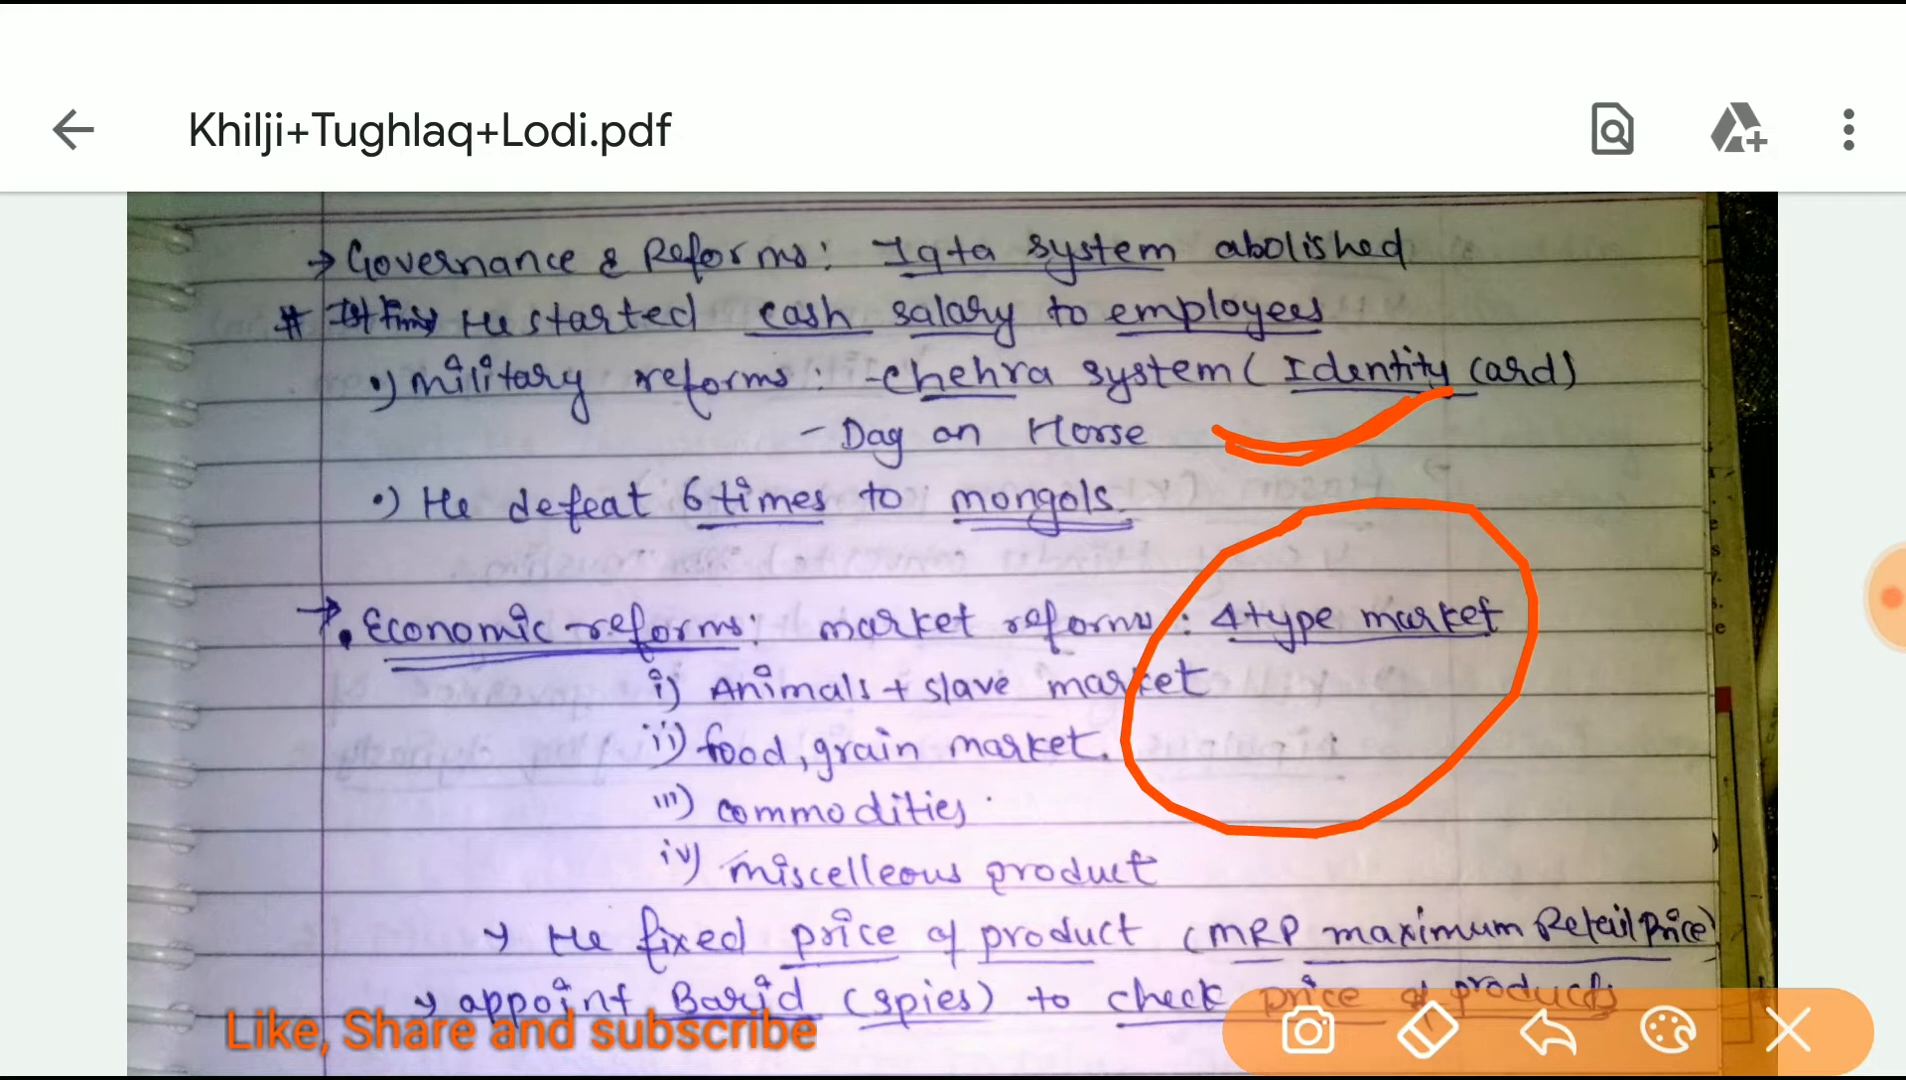 Khilji+Tughlaq+Lodi.pdf
→ Governance & Reforms: Iqta system abolished
# Ist time He started cash salary to employees
•) military reforms: - chehra system (Identity card)
- Dag on Horse
•) He defeat 6 times to mongols.
→ • Economic reforms: market reforms: 4 type market
i) Animals + slave market
ii) food, grain market.
iii) commodities
iv) miscelleous product
→ He fixed price of product (MRP maximum Retail Price)
→ appoint Barid (spies) to check price of products
Like, Share and subscribe